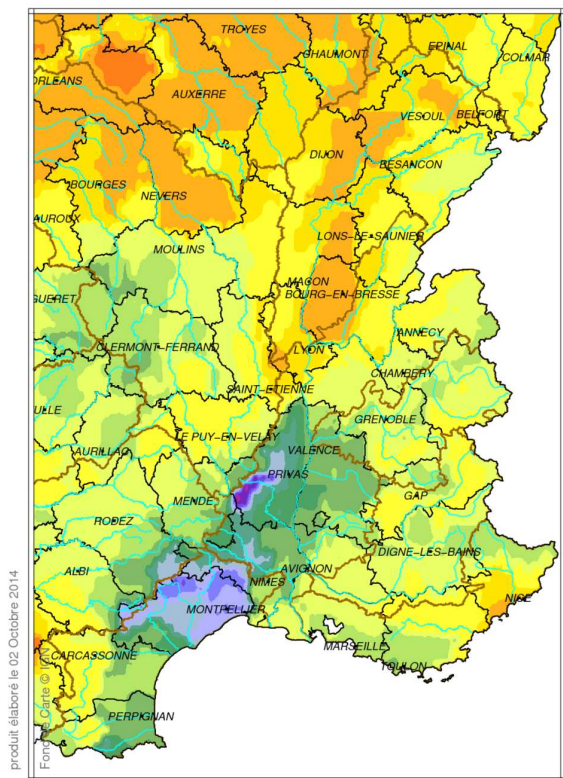 TROYES
CHAUMONT
EPINAL
COLMAR
ORLEANS
AUXERRE
VESOUL
BELFORT
DIJON
BESANCON
BOURGES
NEVERS
AUROUX
LONS-LE-SAUNIER
MOULINS
MACON
BOURG-EN-BRESSE
GUERET
ANNECY
CLERMONT-FERRAND
LYON
CHAMBERY
SAINT-ETIENNE
ULLE
GRENOBLE
LE PUY-EN-VELAY
VALENCE
AURILLAC
PRIVAS
GAP
MENDE
RODEZ
DIGNE-LES-BAINS
ALBI
AVIGNON
NIMES
NICE
MONTPELLIER
MARSEILLE
CARCASSONNE
TOULON
PERPIGNAN
produit élaboré le 02 Octobre 2014
Fond de Carte © IGN